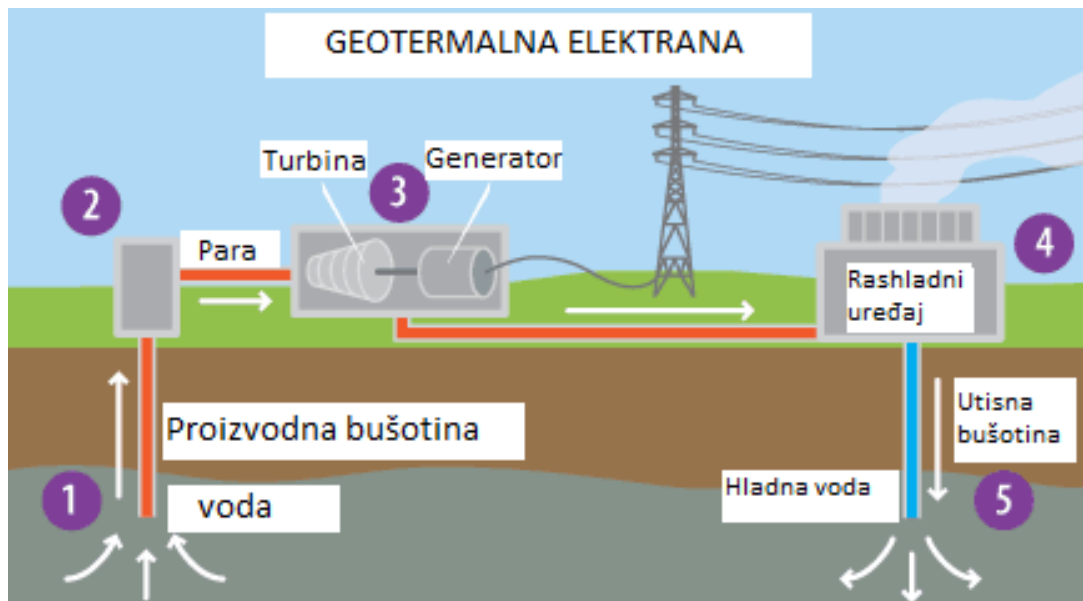 GEOTERMALNA ELEKTRANA
Turbina
Generator
3
2
Para
4
Rashladni
uređaj
Proizvodna bušotina
Utisna
bušotina
1
voda
Hladna voda
5